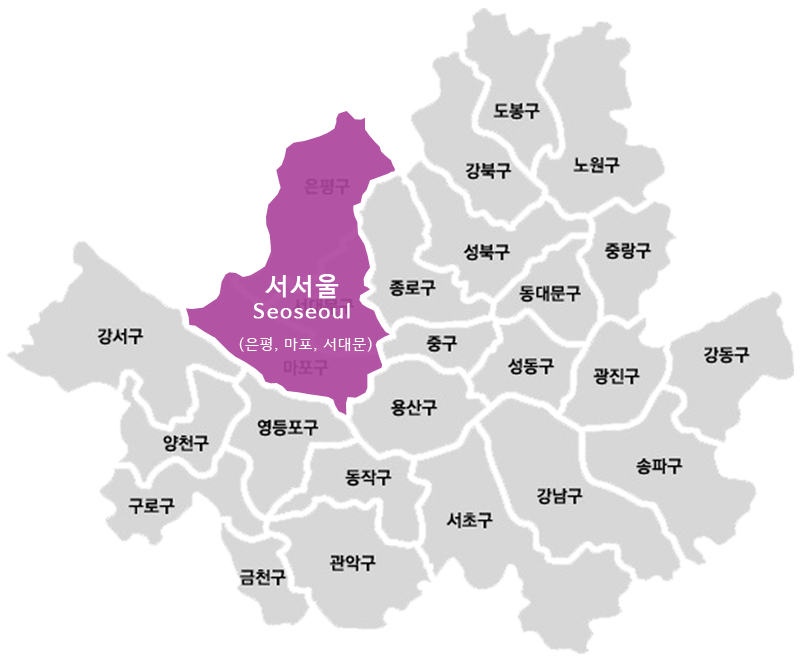 도봉구
강북구
노원구
은평구
성북구
중랑구
서서울
Seoseoul
(은평, 마포, 서대문)
서대문구
마포구
종로구
동대문구
강서구
중구
성동구
광진구
강동구
용산구
영등포구
양천구
동작구
송파구
구로구
서초구
강남구
금천구
관악구